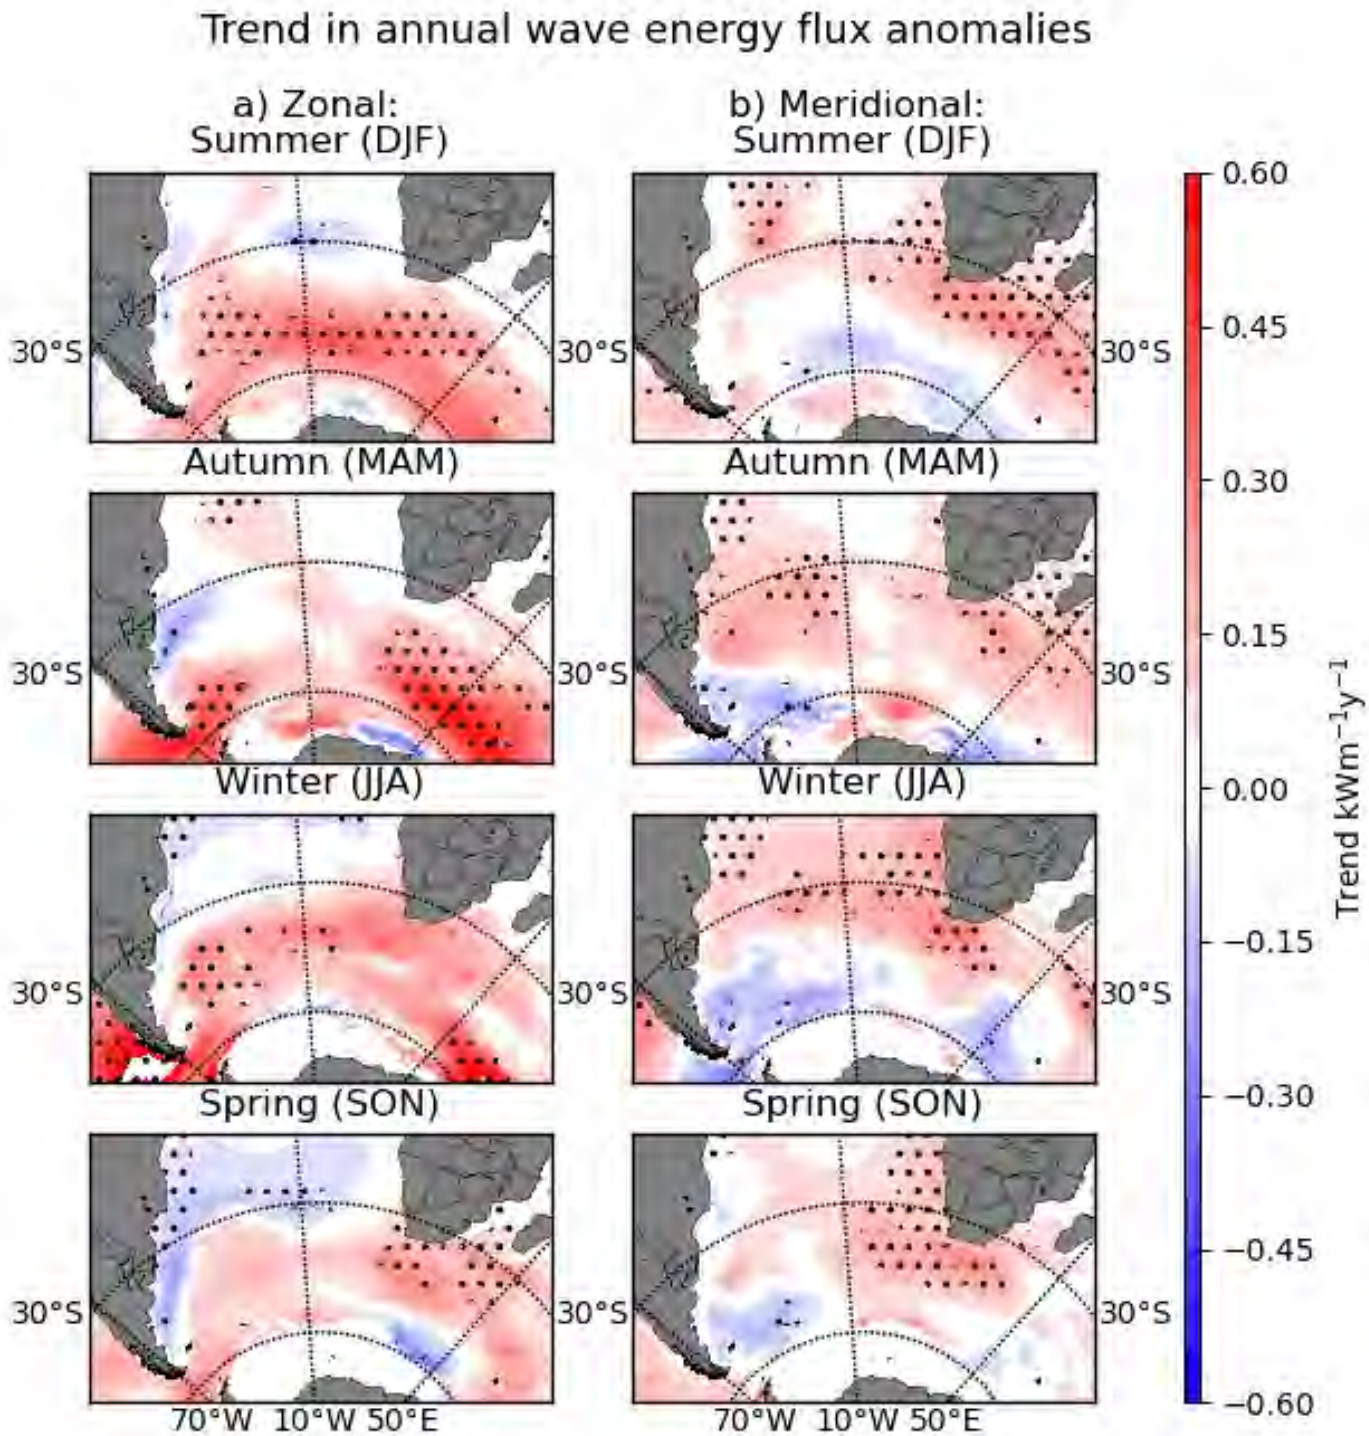 Trend in annual wave energy flux anomalies
a) Zonal:
Summer (DJF)
b) Meridional:
Summer (DJF)
30°S
30°S
30°S
Autumn (MAM)
Autumn (MAM)
30°S
30°S
30°S
Winter (JJA)
Winter (JJA)
30°S
30°S
30°S
Spring (SON)
Spring (SON)
30°S
30°S
30°S
70°W 10°W 50°E
70°W 10°W 50°E
0.60
0.45
0.30
0.15
0.00
−0.15
−0.30
−0.45
−0.60
Trend kWm⁻¹y⁻¹